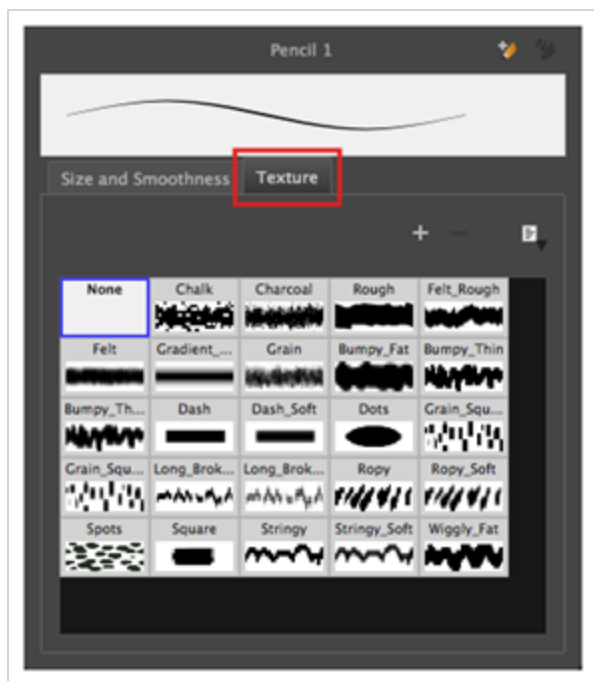 Pencil 1
Size and Smoothness Texture
None Chalk Charcoal Rough Felt_Rough
Felt Gradient_... Grain Bumpy_Fat Bumpy_Thin
Bumpy_Th... Dash Dash_Soft Dots Grain_Squ...
Grain_Squ... Long_Brok... Long_Brok... Ropy Ropy_Soft
Spots Square Stringy Stringy_Soft Wiggly_Fat